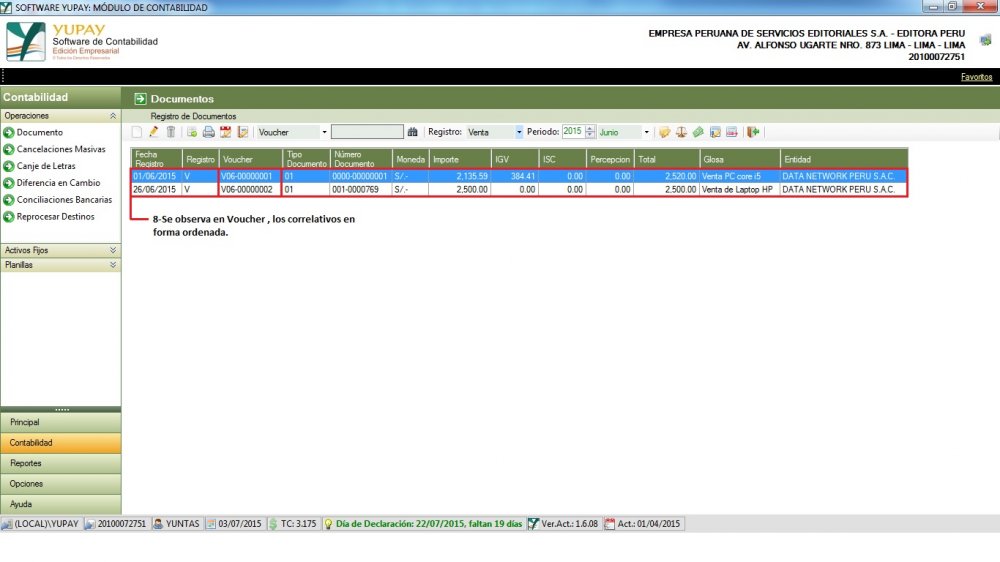 SOFTWARE YUPAY: MÓDULO DE CONTABILIDAD
YUPAY
Software de Contabilidad
Edición Empresarial
© Todos los Derechos Reservados
EMPRESA PERUANA DE SERVICIOS EDITORIALES S.A. - EDITORA PERU
AV. ALFONSO UGARTE NRO. 873 LIMA - LIMA - LIMA
20100072751
Favoritos
Contabilidad
Operaciones
Documento
Cancelaciones Masivas
Canje de Letras
Diferencia en Cambio
Conciliaciones Bancarias
Reprocesar Destinos
Activos Fijos
Planillas
Principal
Contabilidad
Reportes
Opciones
Ayuda
Documentos
Registro de Documentos
Voucher Registro: Venta Periodo: 2015 Junio
Fecha Registro Registro Voucher Tipo Documento Número Documento Moneda Importe IGV ISC Percepcion Total Glosa Entidad
01/06/2015 V V06-00000001 01 0000-00000001 S/.- 2,135.59 384.41 0.00 0.00 2,520.00 Venta PC core i5 DATA NETWORK PERU S.A.C.
26/06/2015 V V06-00000002 01 001-0000769 S/.- 2,500.00 0.00 0.00 0.00 2,500.00 Venta de Laptop HP DATA NETWORK PERU S.A.C.
8-Se observa en Voucher , los correlativos en
forma ordenada.
(LOCAL)\YUPAY 20100072751 YUNTAS 03/07/2015 TC: 3.175 Día de Declaración: 22/07/2015, faltan 19 días Ver.Act.: 1.6.08 Act.: 01/04/2015